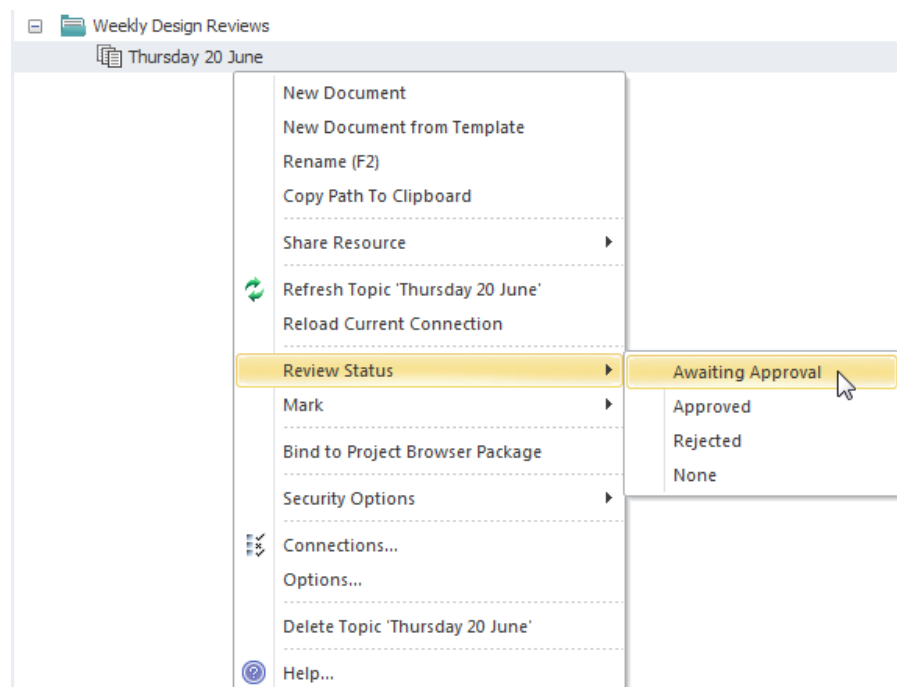 Weekly Design Reviews
Thursday 20 June
New Document
New Document from Template
Rename (F2)
Copy Path To Clipboard
Share Resource
Refresh Topic 'Thursday 20 June'
Reload Current Connection
Review Status
Awaiting Approval
Mark
Approved
Rejected
Bind to Project Browser Package
None
Security Options
Connections...
Options...
Delete Topic 'Thursday 20 June'
Help...